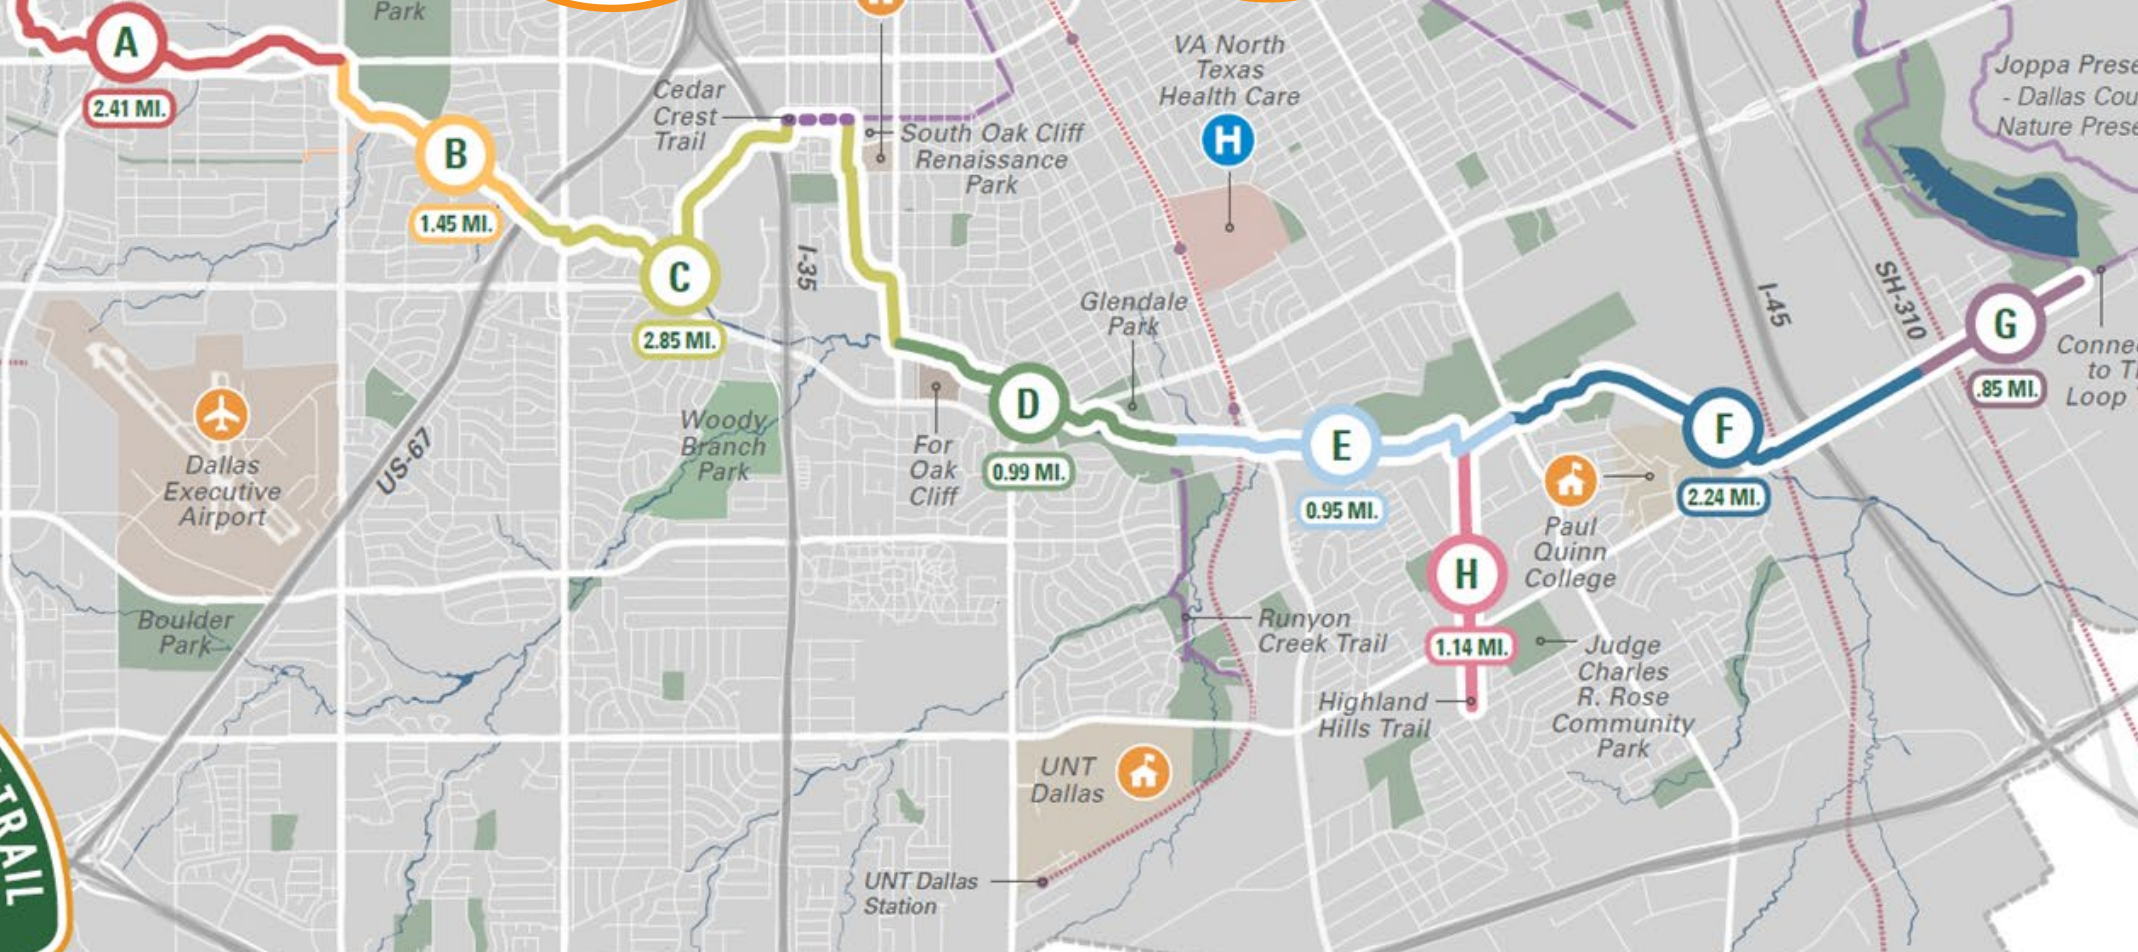 Park
A
2.41 MI.
B
1.45 MI.
Cedar
Crest
Trail
South Oak Cliff
Renaissance
Park
VA North
Texas
Health Care
H
Joppa Prese
- Dallas Cou
Nature Prese
C
2.85 MI.
I-35
Glendale
Park
I-45
SH-310
G
.85 MI.
Connec
to T
Loop
Dallas
Executive
Airport
US-67
Woody
Branch
Park
For
Oak
Cliff
D
0.99 MI.
E
0.95 MI.
F
2.24 MI.
Paul
Quinn
College
H
1.14 MI.
Boulder
Park
Runyon
Creek Trail
Highland
Hills Trail
Judge
Charles
R. Rose
Community
Park
UNT
Dallas
UNT Dallas
Station
TRAIL